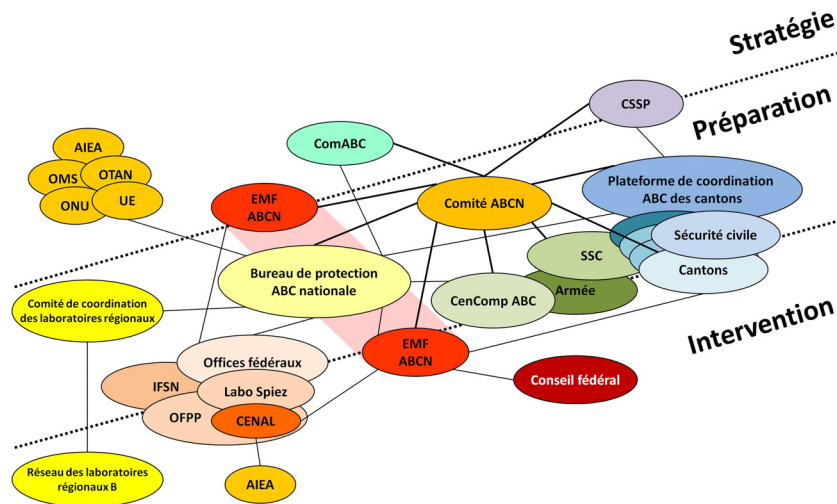 Stratégie
Préparation
CSSP
AIEA
OMS
OTAN
ONU
UE
ComABC
EMF
ABCN
Comité ABCN
Plateforme de coordination
ABC des cantons
Sécurité civile
SSC
Cantons
Bureau de protection
ABC nationale
CenComp ABC
Armée
Comité de coordination
des laboratoires régionaux
Intervention
EMF
ABCN
Offices fédéraux
IFSN
Labo Spiez
OFPP
CENAL
Conseil fédéral
Réseau des laboratoires
régionaux B
AIEA